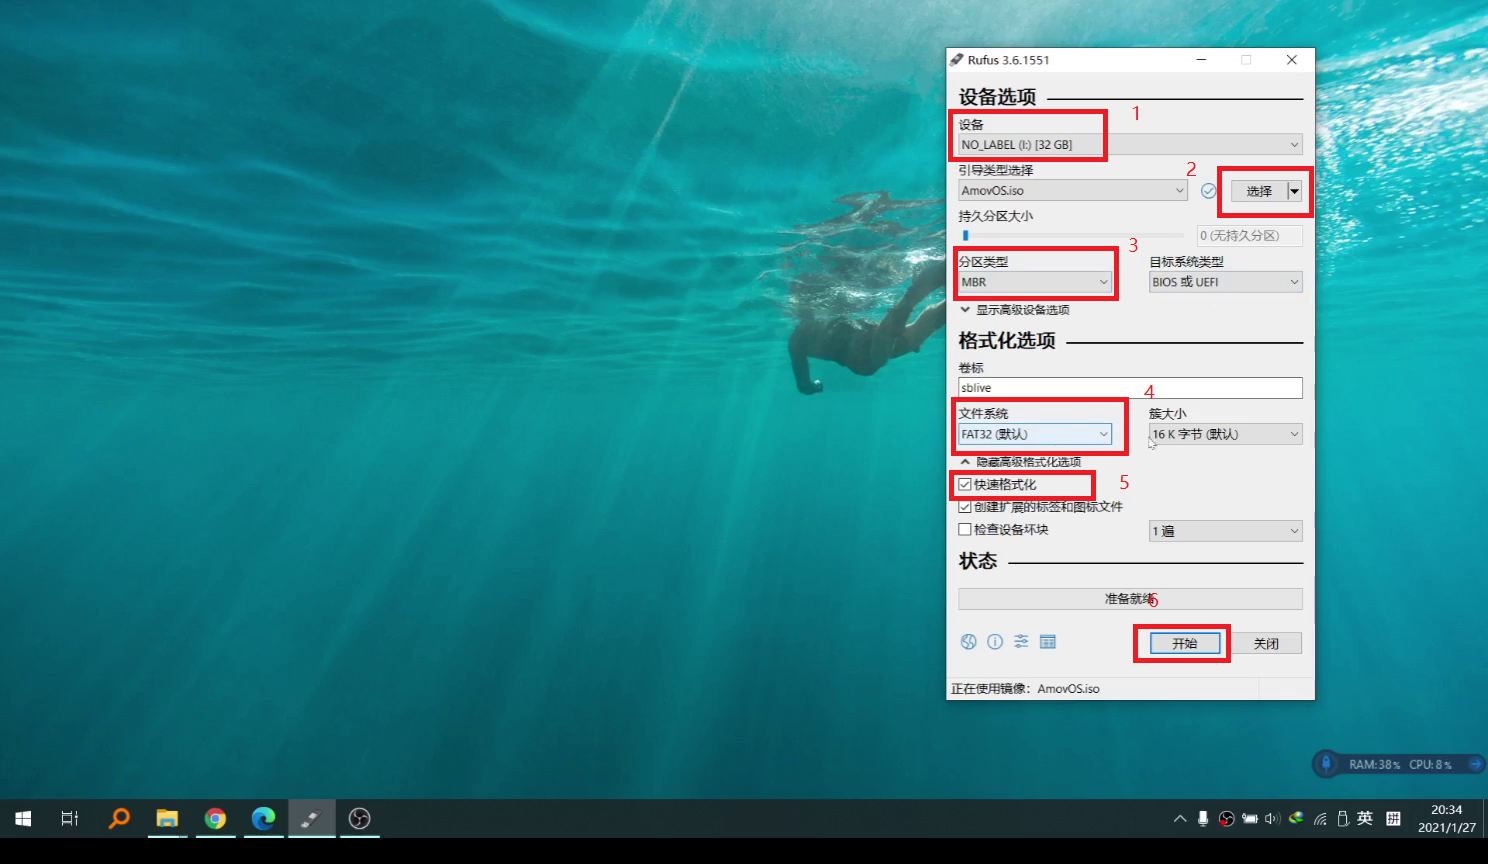 Rufus 3.6.1551
设备选项
1
设备
NO_LABEL (I:) [32 GB]
引导类型选择
2
AmovOS.iso
选择
持久分区大小
0 (无持久分区)
3
分区类型
目标系统类型
MBR
BIOS 或 UEFI
显示高级设备选项
格式化选项
卷标
sblive
4
文件系统
簇大小
FAT32 (默认)
16 K 字节 (默认)
隐藏高级格式化选项
快速格式化
5
创建扩展的标签和图标文件
检查设备坏块
1 遍
状态
准备就绪
6
开始
关闭
正在使用镜像: AmovOS.iso
RAM:38% CPU:8%
英
拼
20:34
2021/1/27